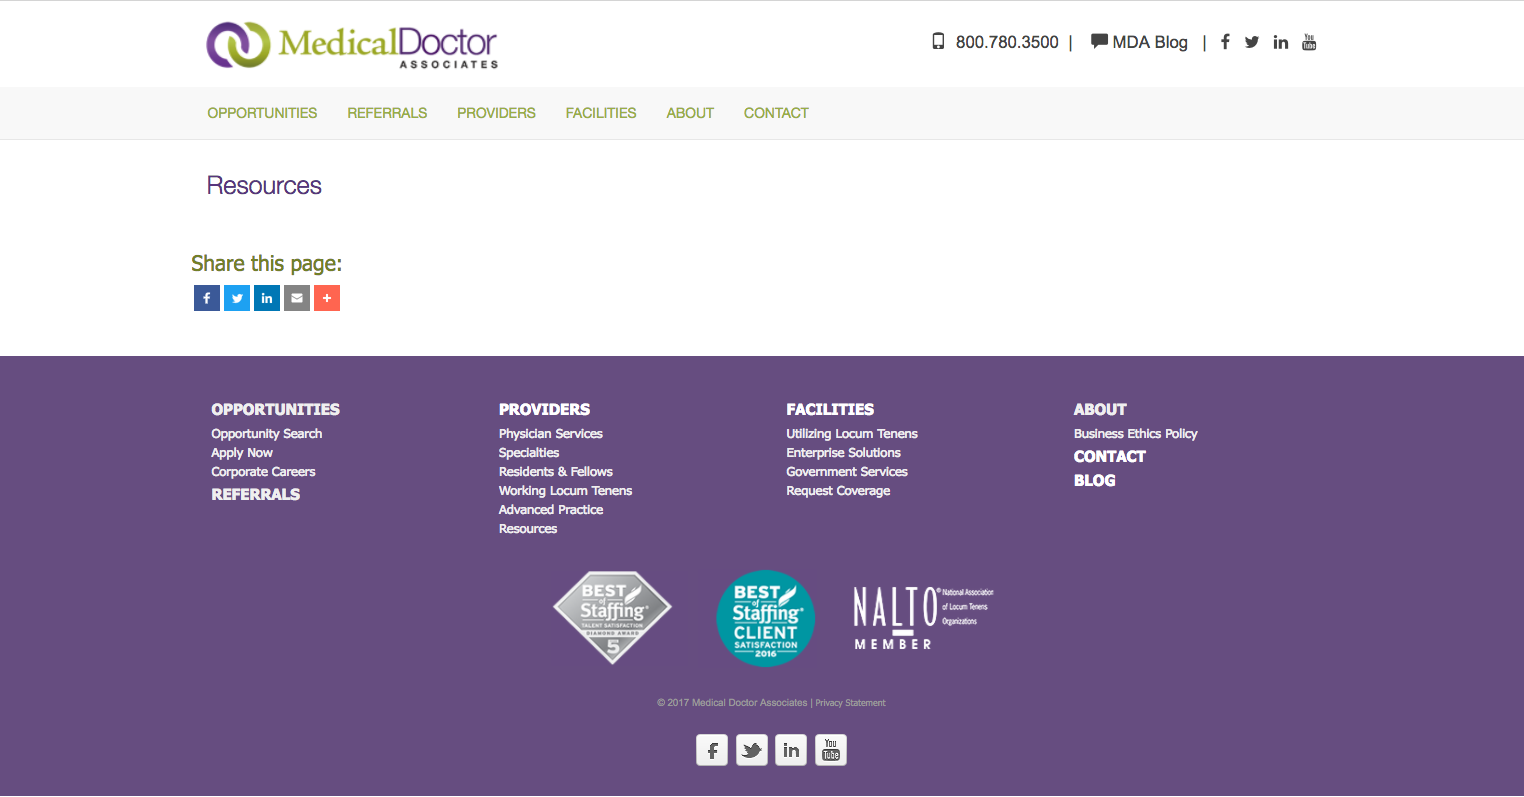 MedicalDoctor
ASSOCIATES
800.780.3500 | MDA Blog |
OPPORTUNITIES REFERRALS PROVIDERS FACILITIES ABOUT CONTACT
Resources
Share this page:
OPPORTUNITIES
Opportunity Search
Apply Now
Corporate Careers
REFERRALS
PROVIDERS
Physician Services
Specialties
Residents & Fellows
Working Locum Tenens
Advanced Practice
Resources
FACILITIES
Utilizing Locum Tenens
Enterprise Solutions
Government Services
Request Coverage
ABOUT
Business Ethics Policy
CONTACT
BLOG
BEST
of
Staffing®
TALENT SATISFACTION
DIAMOND AWARD
5
BEST
of
Staffing®
CLIENT
SATISFACTION
2016
NALTO®
National Association
of Locum Tenens
Organizations
MEMBER
© 2017 Medical Doctor Associates | Privacy Statement
You
Tube